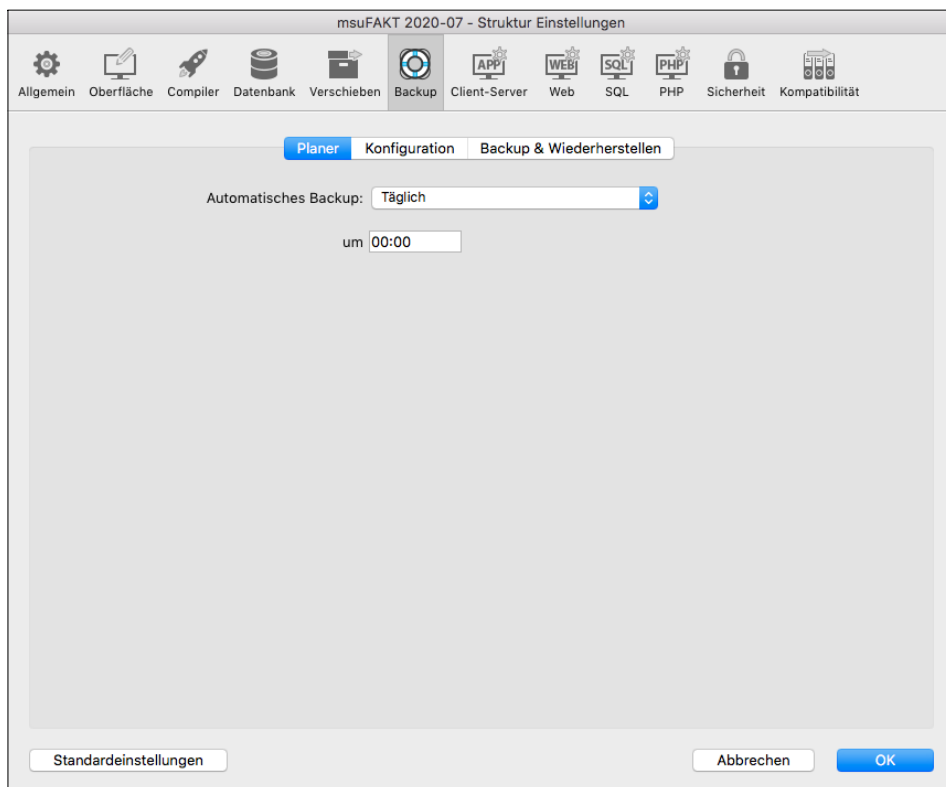 msuFAKT 2020-07 - Struktur Einstellungen
APP WEB SQL PHP
Allgemein Oberfläche Compiler Datenbank Verschieben Backup Client-Server Web SQL PHP Sicherheit Kompatibilität
Planer Konfiguration Backup & Wiederherstellen
Automatisches Backup: Täglich
um 00:00
Standardeinstellungen Abbrechen OK